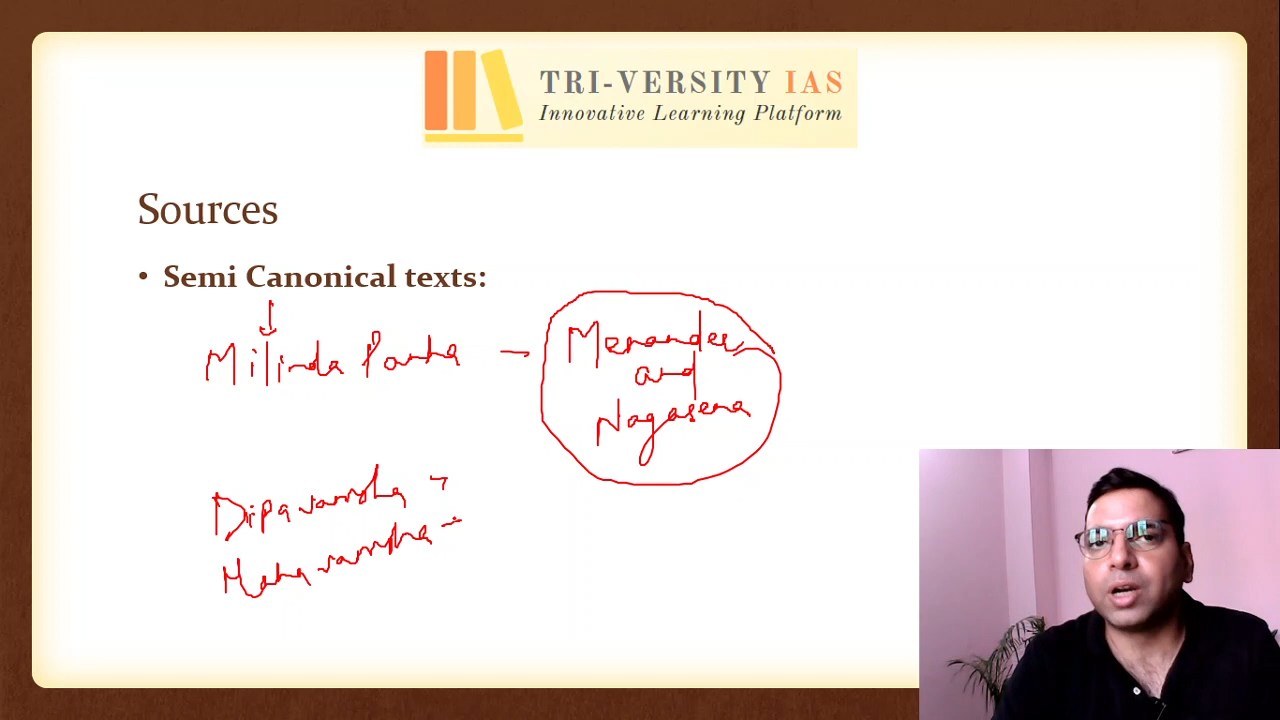 TRI-VERSITY IAS
Innovative Learning Platform
Sources
• Semi Canonical texts:
Milinda Panha - Menander
and
Nagasena
Dipavamsha
Mahavamsha -